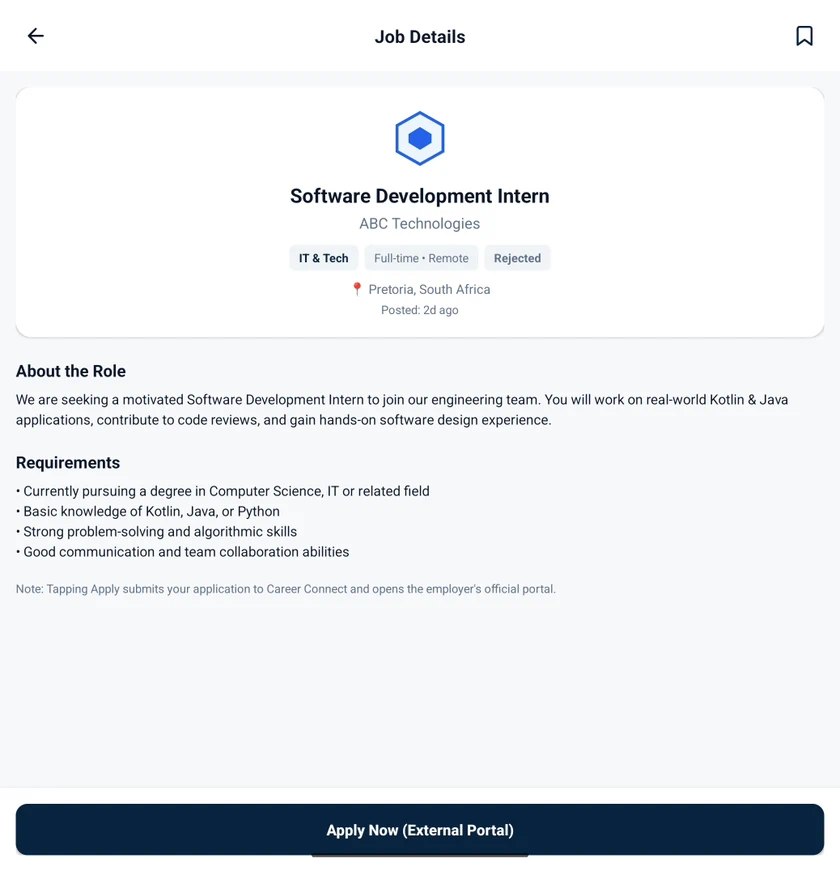 Job Details
Software Development Intern
ABC Technologies
IT & Tech Full-time • Remote Rejected
📍 Pretoria, South Africa
Posted: 2d ago
About the Role
We are seeking a motivated Software Development Intern to join our engineering team. You will work on real-world Kotlin & Java
applications, contribute to code reviews, and gain hands-on software design experience.
Requirements
• Currently pursuing a degree in Computer Science, IT or related field
• Basic knowledge of Kotlin, Java, or Python
• Strong problem-solving and algorithmic skills
• Good communication and team collaboration abilities
Note: Tapping Apply submits your application to Career Connect and opens the employer's official portal.
Apply Now (External Portal)